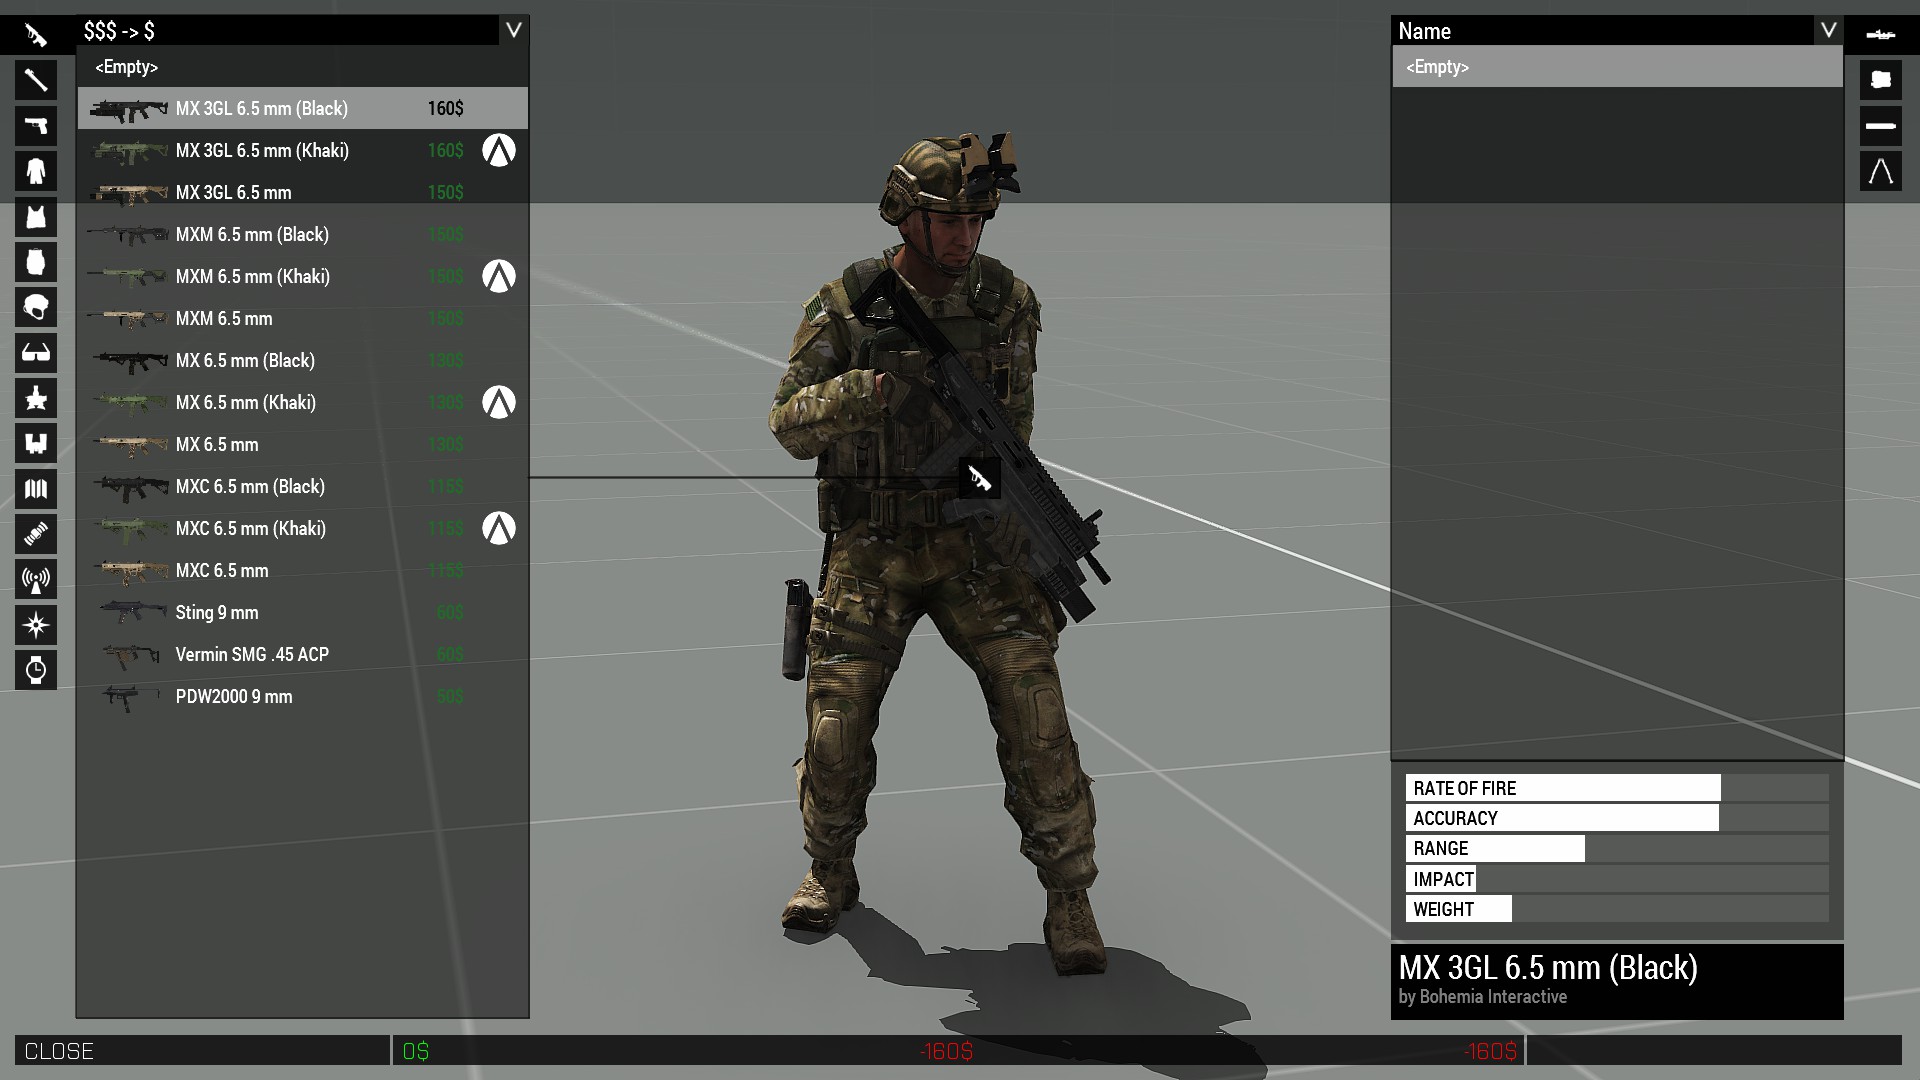 $$$ -> $
V
<Empty>
MX 3GL 6.5 mm (Black) 160$
MX 3GL 6.5 mm (Khaki) 160$
MX 3GL 6.5 mm 150$
MXM 6.5 mm (Black) 150$
MXM 6.5 mm (Khaki) 150$
MXM 6.5 mm 150$
MX 6.5 mm (Black) 130$
MX 6.5 mm (Khaki) 130$
MX 6.5 mm 130$
MXC 6.5 mm (Black) 115$
MXC 6.5 mm (Khaki) 115$
MXC 6.5 mm 115$
Sting 9 mm 60$
Vermin SMG .45 ACP 60$
PDW2000 9 mm 50$
Name
V
<Empty>
RATE OF FIRE
ACCURACY
RANGE
IMPACT
WEIGHT
MX 3GL 6.5 mm (Black)
by Bohemia Interactive
CLOSE 0$ -160$ -160$